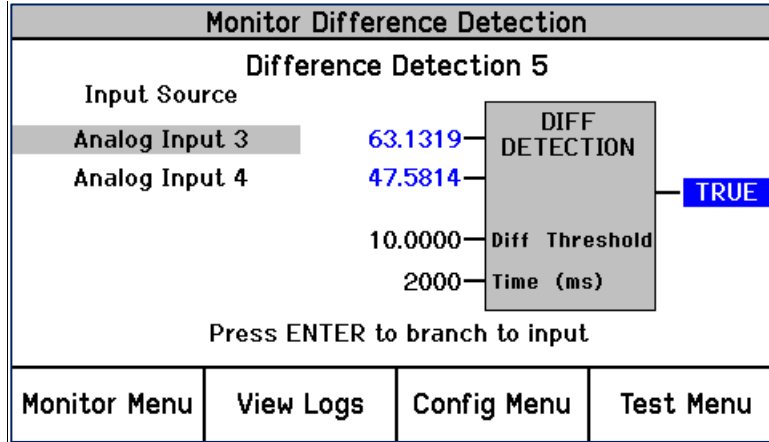 Monitor Difference Detection
Difference Detection 5
Input Source
Analog Input 3 63.1319
Analog Input 4 47.5814
DIFF
DETECTION
TRUE
10.0000 Diff Threshold
2000 Time (ms)
Press ENTER to branch to input
Monitor Menu View Logs Config Menu Test Menu